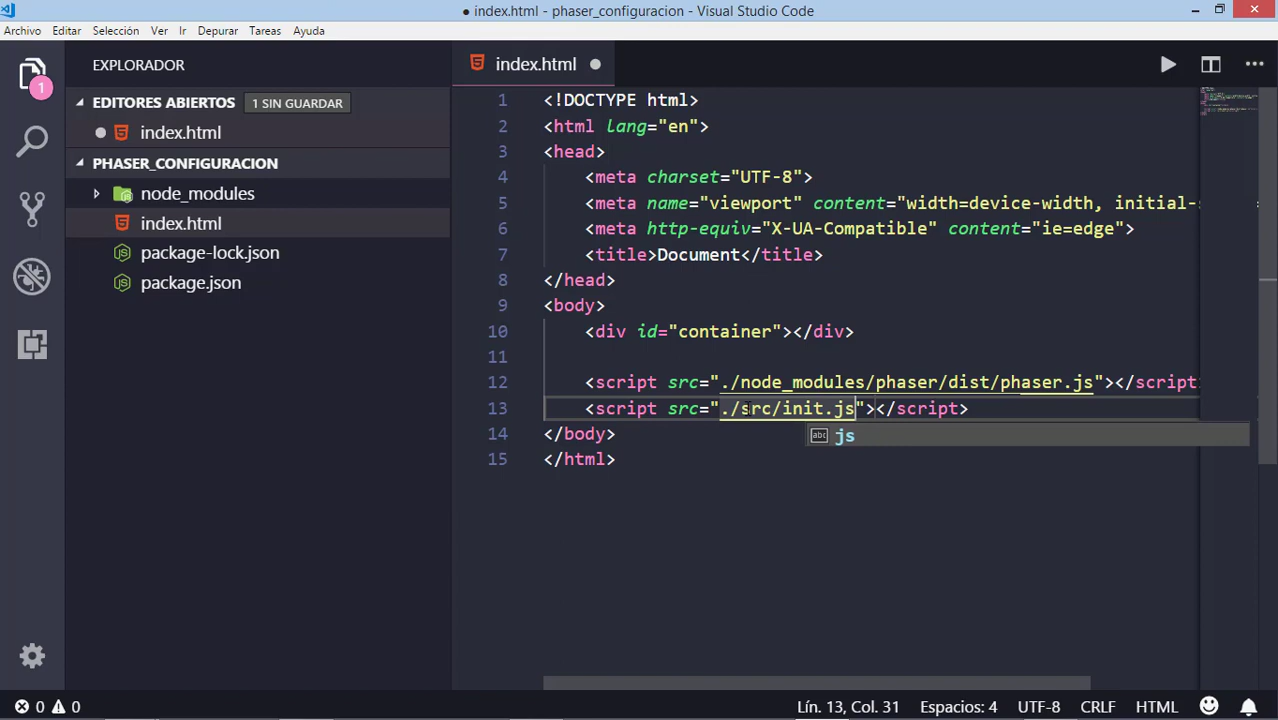 ● index.html - phaser_configuracion - Visual Studio Code
Archivo Editar Selección Ver Ir Depurar Tareas Ayuda
EXPLORADOR
1
EDITORES ABIERTOS 1 SIN GUARDAR
index.html
PHASER_CONFIGURACION
node_modules
index.html
package-lock.json
package.json
index.html
1 <!DOCTYPE html>
2 <html lang="en">
3 <head>
4 <meta charset="UTF-8">
5 <meta name="viewport" content="width=device-width, initial-s
6 <meta http-equiv="X-UA-Compatible" content="ie=edge">
7 <title>Document</title>
8 </head>
9 <body>
10 <div id="container"></div>
11
12 <script src="./node_modules/phaser/dist/phaser.js"></script
13 <script src="./src/init.js"></script>
abc js
14 </body>
15 </html>
0 0
Lín. 13, Col. 31 Espacios: 4 UTF-8 CRLF HTML